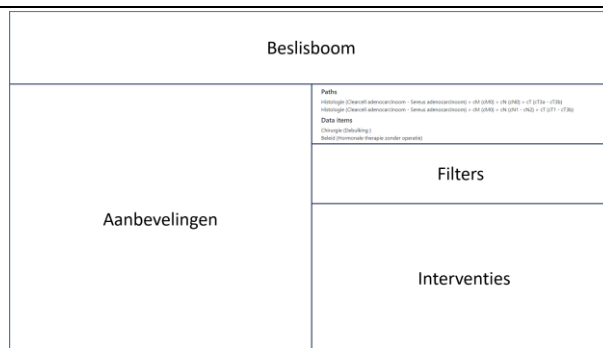 Beslisboom
Paths
Histologie (Clearcell adenocarcinoom - Sereus adenocarcinoom) + cM (cM0) + cN (cN0) + cT (cT2a - cT3b)
Histologie (Clearcell adenocarcinoom - Sereus adenocarcinoom) + cM (cM0) + cN (cN1 - cN2) + cT (cT1 - cT3b)
Data items
Chirurgie (Debulking )
Beleid (Hormonale therapie zonder operatie)
Filters
Aanbevelingen
Interventies